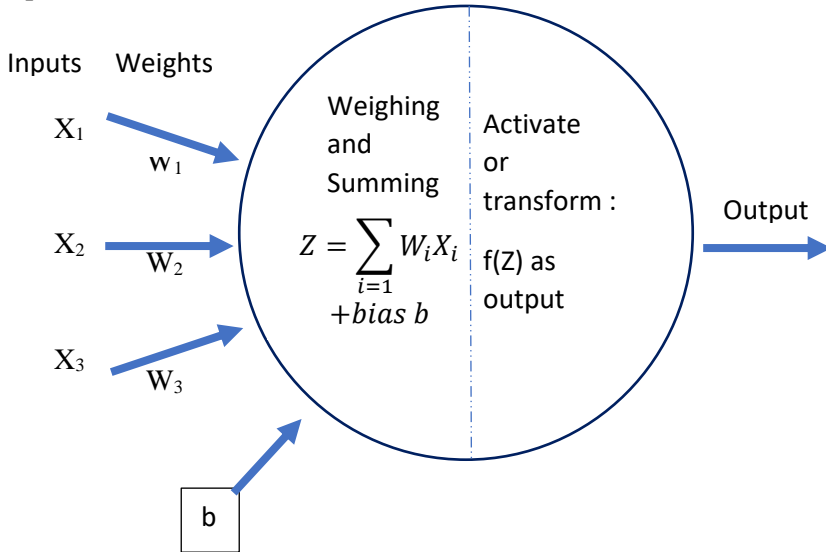 Inputs Weights
X₁
w₁
X₂
W₂
X₃
W₃
b
Weighing
and
Summing
Z = ∑ WᵢXᵢ
i=1
+bias b
Activate
or
transform :
f(Z) as
output
Output